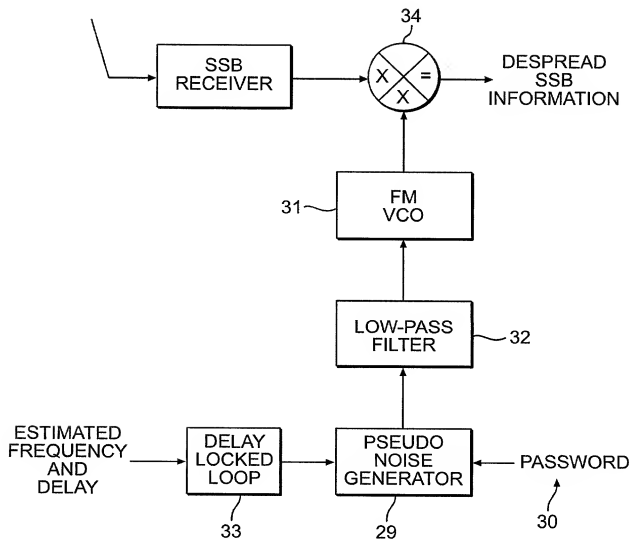 34
SSB
RECEIVER
X
=
X
DESPREAD
SSB
INFORMATION
31
FM
VCO
LOW-PASS
FILTER
32
ESTIMATED
FREQUENCY
AND
DELAY
DELAY
LOCKED
LOOP
33
PSEUDO
NOISE
GENERATOR
29
PASSWORD
30